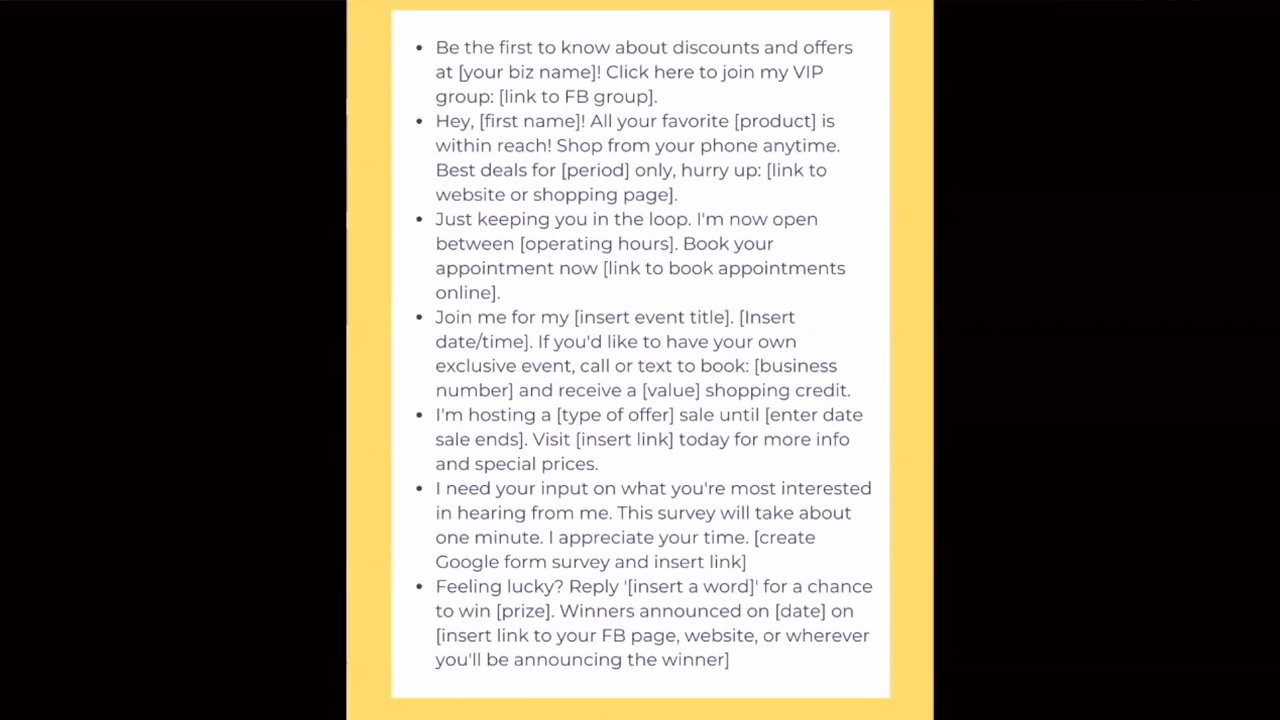 • Be the first to know about discounts and offers
at [your biz name]! Click here to join my VIP
group: [link to FB group].
• Hey, [first name]! All your favorite [product] is
within reach! Shop from your phone anytime.
Best deals for [period] only, hurry up: [link to
website or shopping page].
• Just keeping you in the loop. I'm now open
between [operating hours]. Book your
appointment now [link to book appointments
online].
• Join me for my [insert event title]. [Insert
date/time]. If you'd like to have your own
exclusive event, call or text to book: [business
number] and receive a [value] shopping credit.
• I'm hosting a [type of offer] sale until [enter date
sale ends]. Visit [insert link] today for more info
and special prices.
• I need your input on what you're most interested
in hearing from me. This survey will take about
one minute. I appreciate your time. [create
Google form survey and insert link]
• Feeling lucky? Reply '[insert a word]' for a chance
to win [prize]. Winners announced on [date] on
[insert link to your FB page, website, or wherever
you'll be announcing the winner]